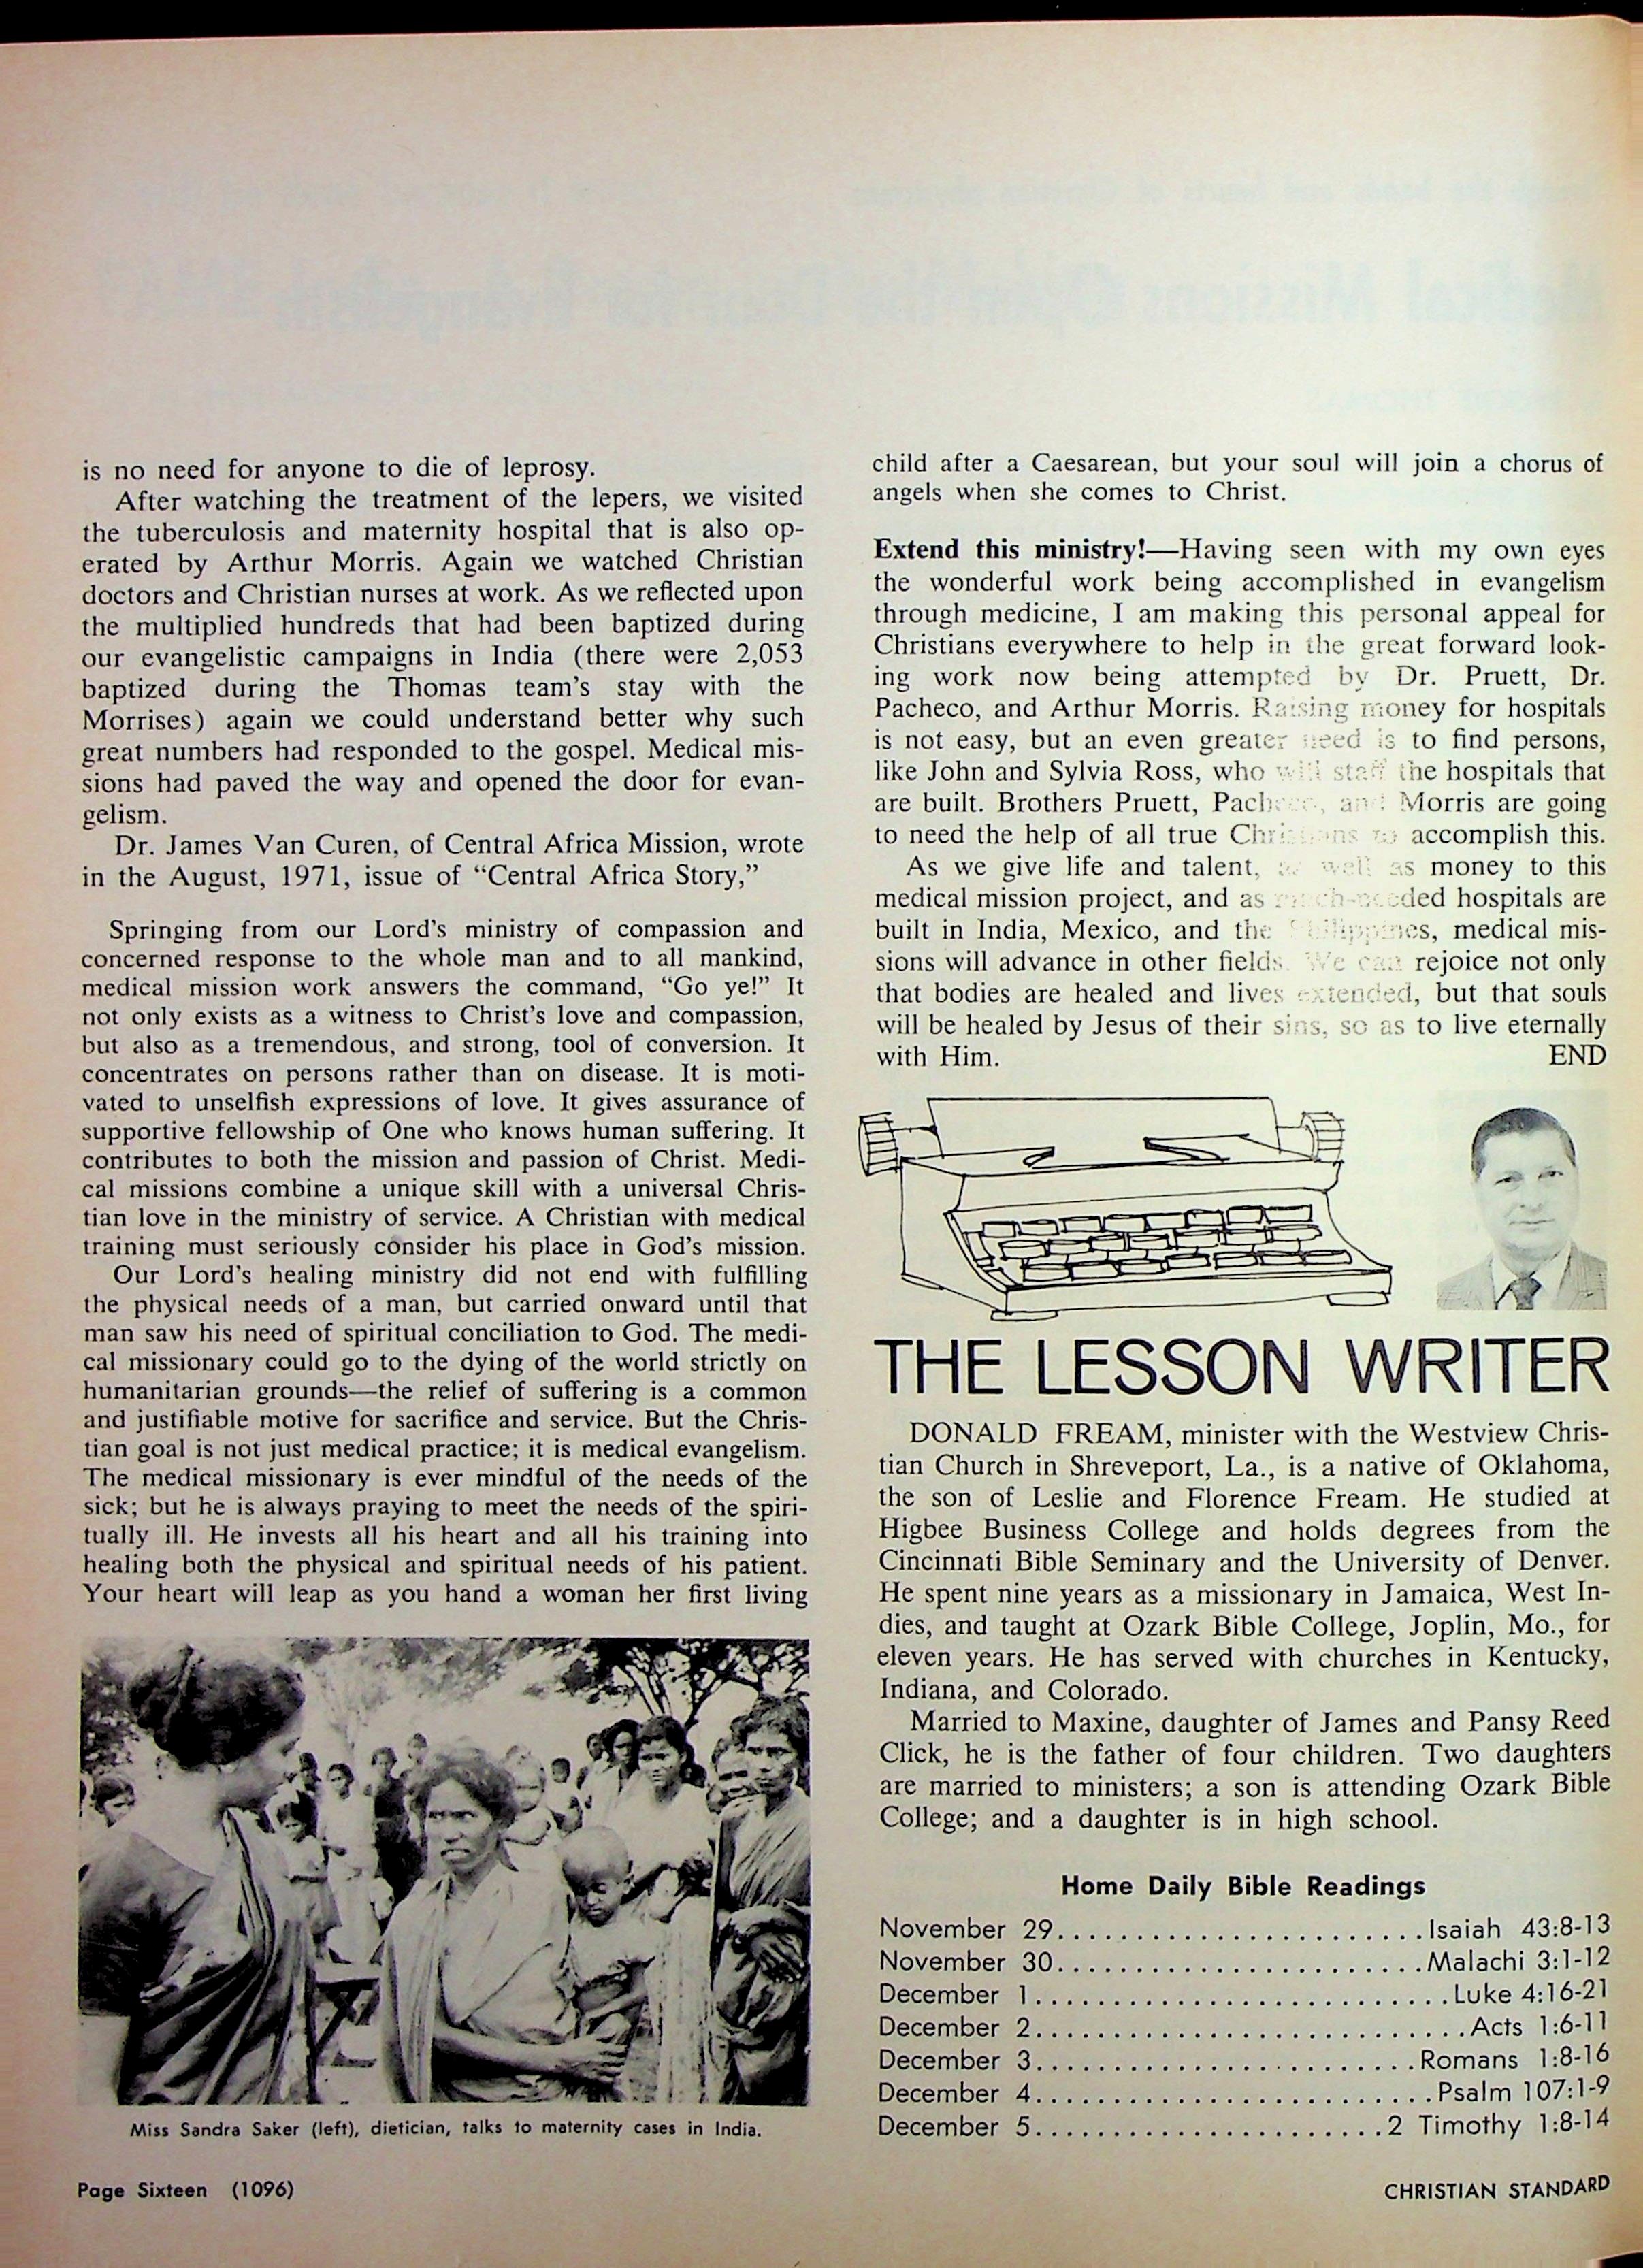 is no need for anyone to die of leprosy.
After watching the treatment of the lepers, we visited
the tuberculosis and maternity hospital that is also op-
erated by Arthur Morris. Again we watched Christian
doctors and Christian nurses at work. As we reflected upon
the multiplied hundreds that had been baptized during
our evangelistic campaigns in India (there were 2,053
baptized during the Thomas team's stay with the
Morrises) again we could understand better why such
great numbers had responded to the gospel. Medical mis-
sions had paved the way and opened the door for evan-
gelism.
Dr. James Van Curen, of Central Africa Mission, wrote
in the August, 1971, issue of “Central Africa Story,”
Springing from our Lord's ministry of compassion and
concerned response to the whole man and to all mankind,
medical mission work answers the command, “Go ye!” It
not only exists as a witness to Christ's love and compassion,
but also as a tremendous, and strong, tool of conversion. It
concentrates on persons rather than on disease. It is moti-
vated to unselfish expressions of love. It gives assurance of
supportive fellowship of One who knows human suffering. It
contributes to both the mission and passion of Christ. Medi-
cal missions combine a unique skill with a universal Chris-
tian love in the ministry of service. A Christian with medical
training must seriously consider his place in God's mission.
Our Lord's healing ministry did not end with fulfilling
the physical needs of a man, but carried onward until that
man saw his need of spiritual conciliation to God. The medi-
cal missionary could go to the dying of the world strictly on
humanitarian grounds—the relief of suffering is a common
and justifiable motive for sacrifice and service. But the Chris-
tian goal is not just medical practice; it is medical evangelism.
The medical missionary is ever mindful of the needs of the
sick; but he is always praying to meet the needs of the spiri-
tually ill. He invests all his heart and all his training into
healing both the physical and spiritual needs of his patient.
Your heart will leap as you hand a woman her first living
Miss Sandra Saker (left), dietician, talks to maternity cases in India.
child after a Caesarean, but your soul will join a chorus of
angels when she comes to Christ.
Extend this ministry!—Having seen with my own eyes
the wonderful work being accomplished in evangelism
through medicine, I am making this personal appeal for
Christians everywhere to help in the great forward look-
ing work now being attempted by Dr. Pruett, Dr.
Pacheco, and Arthur Morris. Raising money for hospitals
is not easy, but an even greater need is to find persons,
like John and Sylvia Ross, who will staff the hospitals that
are built. Brothers Pruett, Pacheco, and Morris are going
to need the help of all true Christians to accomplish this.
As we give life and talent, as well as money to this
medical mission project, and as much-needed hospitals are
built in India, Mexico, and the Philippines, medical mis-
sions will advance in other fields. We can rejoice not only
that bodies are healed and lives extended, but that souls
will be healed by Jesus of their sins, so as to live eternally
with Him. END
THE LESSON WRITER
DONALD FREAM, minister with the Westview Chris-
tian Church in Shreveport, La., is a native of Oklahoma,
the son of Leslie and Florence Fream. He studied at
Higbee Business College and holds degrees from the
Cincinnati Bible Seminary and the University of Denver.
He spent nine years as a missionary in Jamaica, West In-
dies, and taught at Ozark Bible College, Joplin, Mo., for
eleven years. He has served with churches in Kentucky,
Indiana, and Colorado.
Married to Maxine, daughter of James and Pansy Reed
Click, he is the father of four children. Two daughters
are married to ministers; a son is attending Ozark Bible
College; and a daughter is in high school.
Home Daily Bible Readings
November 29........................Isaiah 43:8-13
November 30........................Malachi 3:1-12
December 1...........................Luke 4:16-21
December 2............................Acts 1:6-11
December 3........................Romans 1:8-16
December 4..........................Psalm 107:1-9
December 5.......................2 Timothy 1:8-14
Page Sixteen (1096)
CHRISTIAN STANDARD